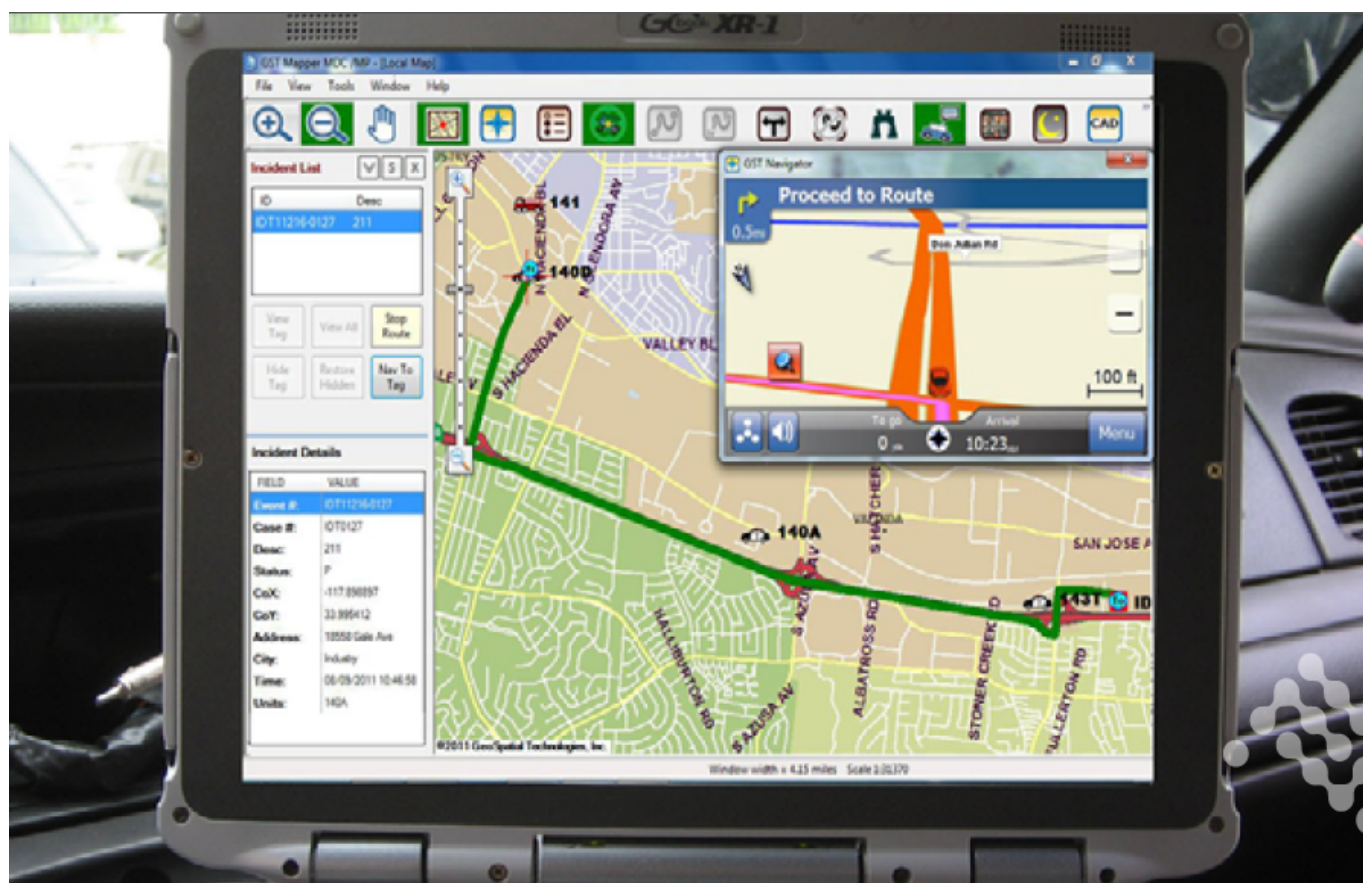 GoBook XR-1
GST Mapper MDC /MP - [Local Map]
File View Tools Window Help
CAD
Incident List V S X
ID Desc
IDT11216-0127 211
View Tag
View All
Stop Route
Hide Tag
Restore Hidden
Nav To Tag
Incident Details
FIELD VALUE
Event #: IDT11216-0127
Case #: IDT0127
Desc: 211
Status: P
CoX: -117.898897
CoY: 33.995412
Address: 18558 Gale Ave
City: Industry
Time: 08/09/2011 10:46:58
Units: 140A
141
140D
N HACIENDA BL
N GLENDORA AV
S HACIENDA BL
VALLEY BL
GST Navigator
Proceed to Route
0.5mi
Don Julian Rd
100 ft
To go
0
Arrival
10:23
Menu
140A
S HATCHER
SAN JOSE A
143T
ID
S AZUSA AV
HALLIBURTON RD
S AZUSA AV
ALBATROSS RD
STONER CREEK RD
FULLERTON RD
©2011 GeoSpatial Technologies, Inc.
Window width = 4.15 miles Scale 1:31370